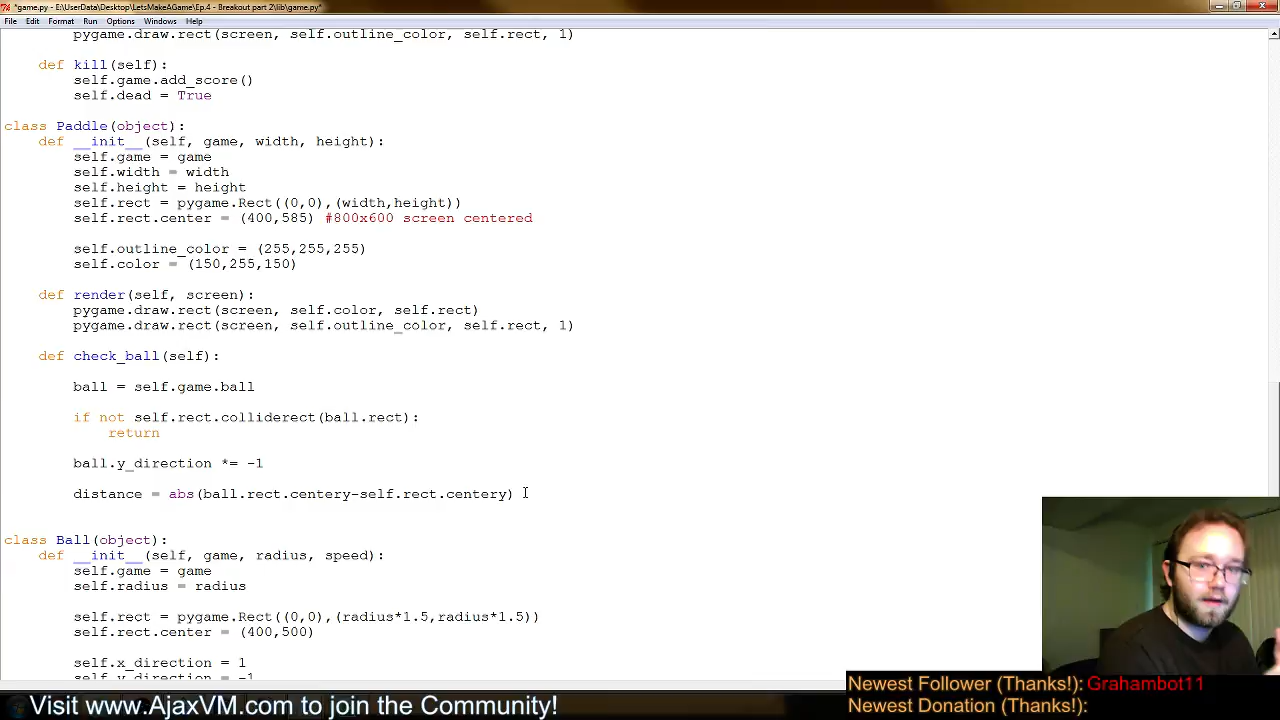 *game.py - E:\UserData\Desktop\LetsMakeAGame\Ep.4 - Breakout part 2\lib\game.py*
File Edit Format Run Options Windows Help
pygame.draw.rect(screen, self.outline_color, self.rect, 1)
def kill(self):
self.game.add_score()
self.dead = True
class Paddle(object):
def __init__(self, game, width, height):
self.game = game
self.width = width
self.height = height
self.rect = pygame.Rect((0,0),(width,height))
self.rect.center = (400,585) #800x600 screen centered
self.outline_color = (255,255,255)
self.color = (150,255,150)
def render(self, screen):
pygame.draw.rect(screen, self.color, self.rect)
pygame.draw.rect(screen, self.outline_color, self.rect, 1)
def check_ball(self):
ball = self.game.ball
if not self.rect.colliderect(ball.rect):
return
ball.y_direction *= -1
distance = abs(ball.rect.centery-self.rect.centery)
class Ball(object):
def __init__(self, game, radius, speed):
self.game = game
self.radius = radius
self.rect = pygame.Rect((0,0),(radius*1.5,radius*1.5))
self.rect.center = (400,500)
self.x_direction = 1
self.y_direction = -1
Visit www.AjaxVM.com to join the Community!
Newest Follower (Thanks!): Grahambot11
Newest Donation (Thanks!):